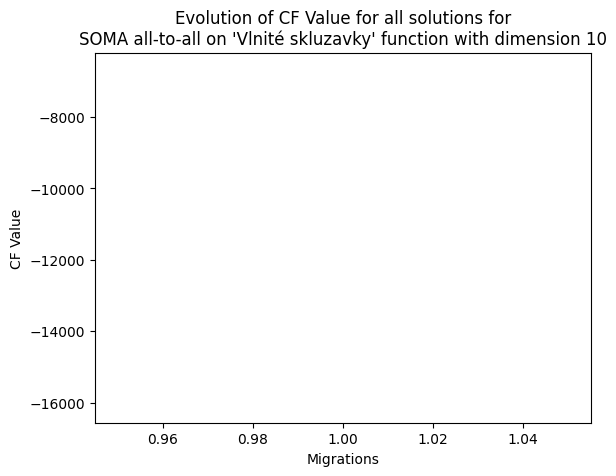 Evolution of CF Value for all solutions for
SOMA all-to-all on 'Vlnité skluzavky' function with dimension 10
CF Value
−8000
−10000
−12000
−14000
−16000
0.96 0.98 1.00 1.02 1.04
Migrations